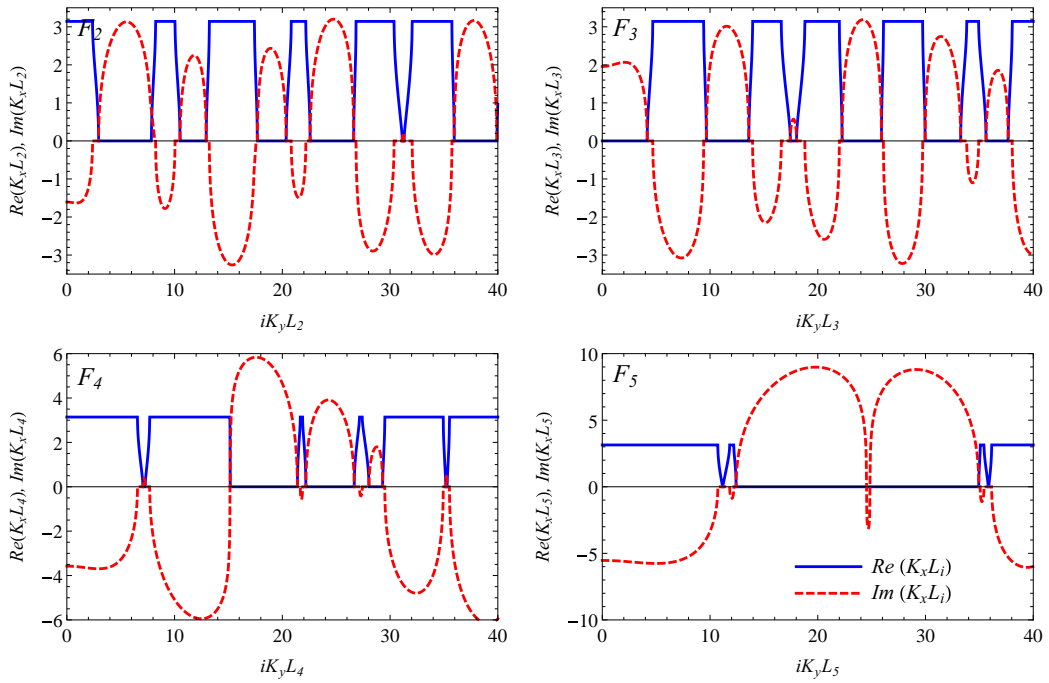 F2
Re(KxL2), Im(KxL2)
3
2
1
0
−1
−2
−3
0 10 20 30 40
iKyL2
F3
Re(KxL3), Im(KxL3)
3
2
1
0
−1
−2
−3
0 10 20 30 40
iKyL3
F4
Re(KxL4), Im(KxL4)
6
4
2
0
−2
−4
−6
0 10 20 30 40
iKyL4
F5
Re(KxL5), Im(KxL5)
10
5
0
−5
−10
0 10 20 30 40
iKyL5
Re (KxLi)
Im (KxLi)